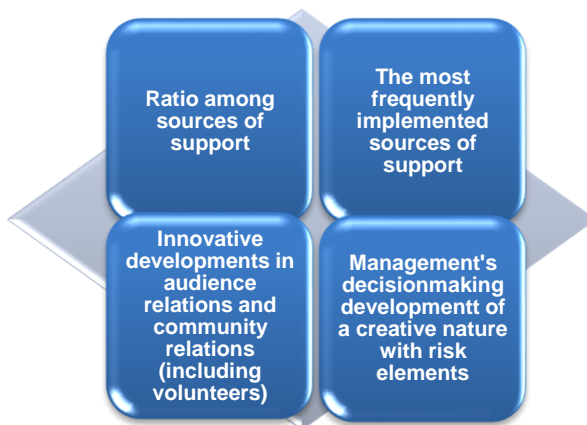 Ratio among
sources of
support
The most
frequently
implemented
sources of
support
Innovative
developments in
audience
relations and
community
relations
(including
volunteers)
Management's
decisionmaking
developmentt of
a creative nature
with risk
elements